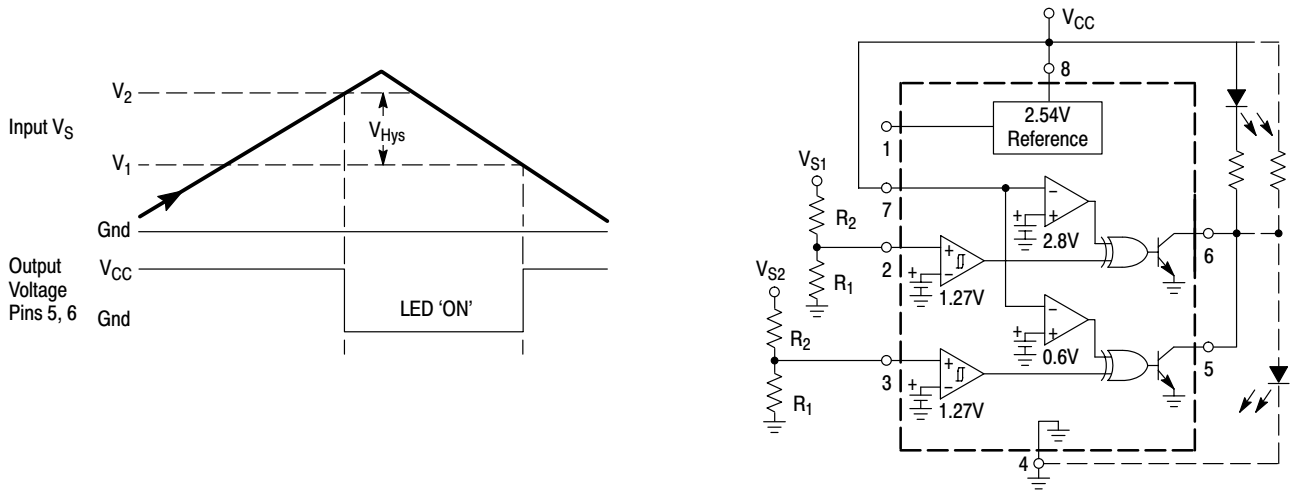 V2
Input VS
VHys
V1
Gnd
Output
Voltage
Pins 5, 6
VCC
LED ‘ON’
Gnd
VCC
8
2.54V
Reference
1
VS1
7
R2
2.8V
6
2
VS2
R1
1.27V
R2
0.6V
5
3
R1
1.27V
4